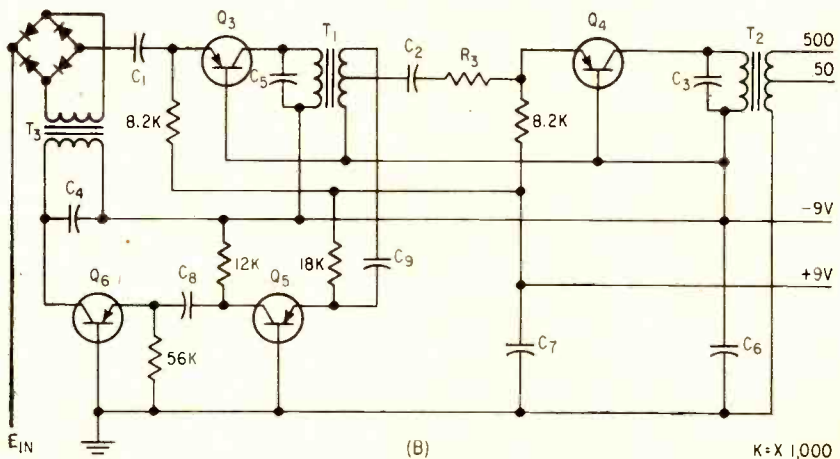 Q3
T1
C2
R3
Q4
T2
500
50
C1
C5
C3
8.2K
8.2K
T3
C4
-9V
Q6
C8
12K
Q5
18K
C9
+9V
56K
C7
C6
EIN
(B)
K=X 1,000